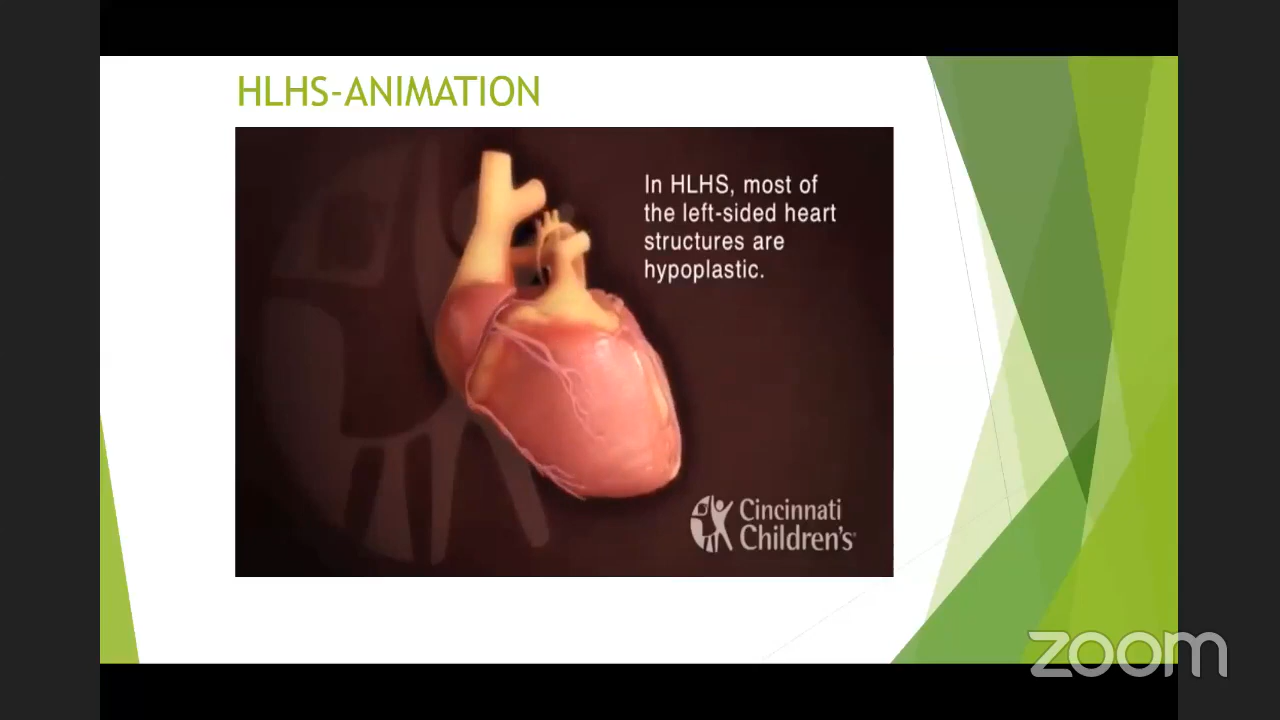 HLHS-ANIMATION
In HLHS, most of
the left-sided heart
structures are
hypoplastic.
Cincinnati
Children's
zoom